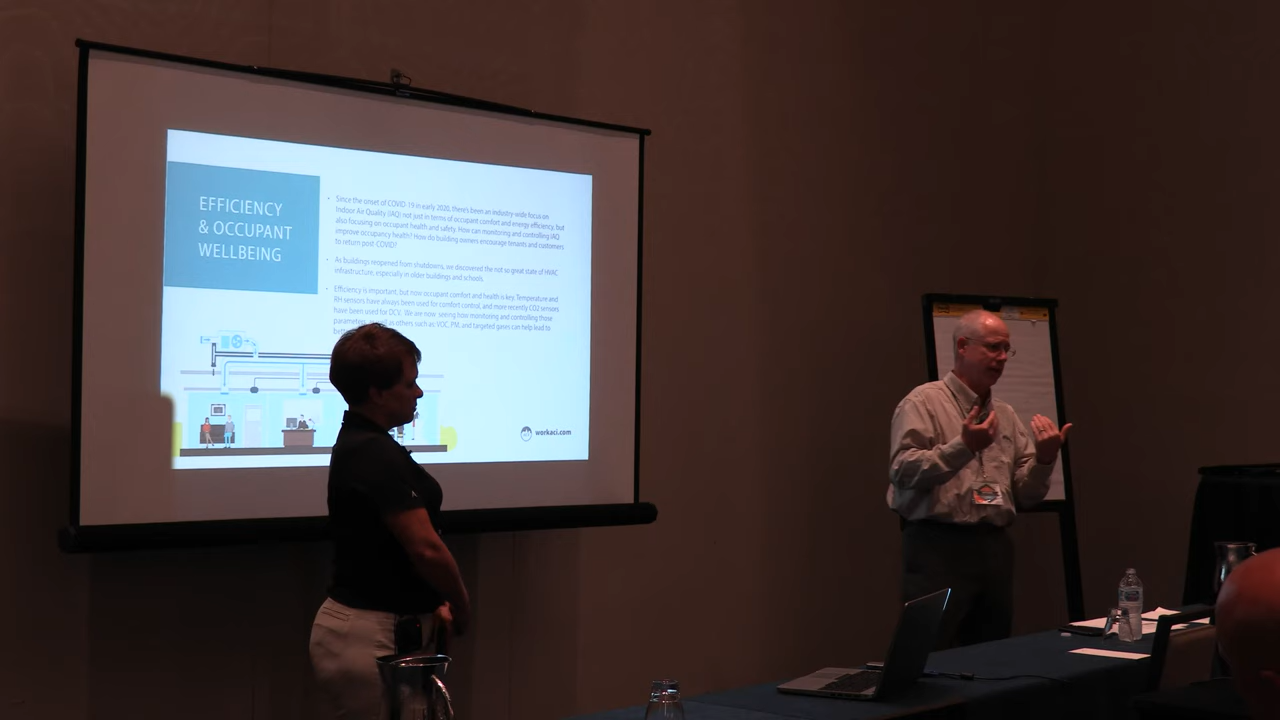 EFFICIENCY
& OCCUPANT
WELLBEING
• Since the onset of COVID-19 in early 2020, there's been an industry-wide focus on
Indoor Air Quality (IAQ) not just in terms of occupant comfort and energy efficiency, but
also focusing on occupant health and safety. How can monitoring and controlling IAQ
improve occupancy health? How do building owners encourage tenants and customers
to return post COVID?
• As buildings reopened from shutdowns, we discovered the not so great state of HVAC
infrastructure, especially in older buildings and schools.
• Efficiency is important, but now occupant comfort and health is key. Temperature and
RH sensors have always been used for comfort control, and more recently CO2 sensors
have been used for DCV. We are now seeing how monitoring and controlling those
parameters, as well as others such as: VOC, PM, and targeted gases can help lead to
workaci.com